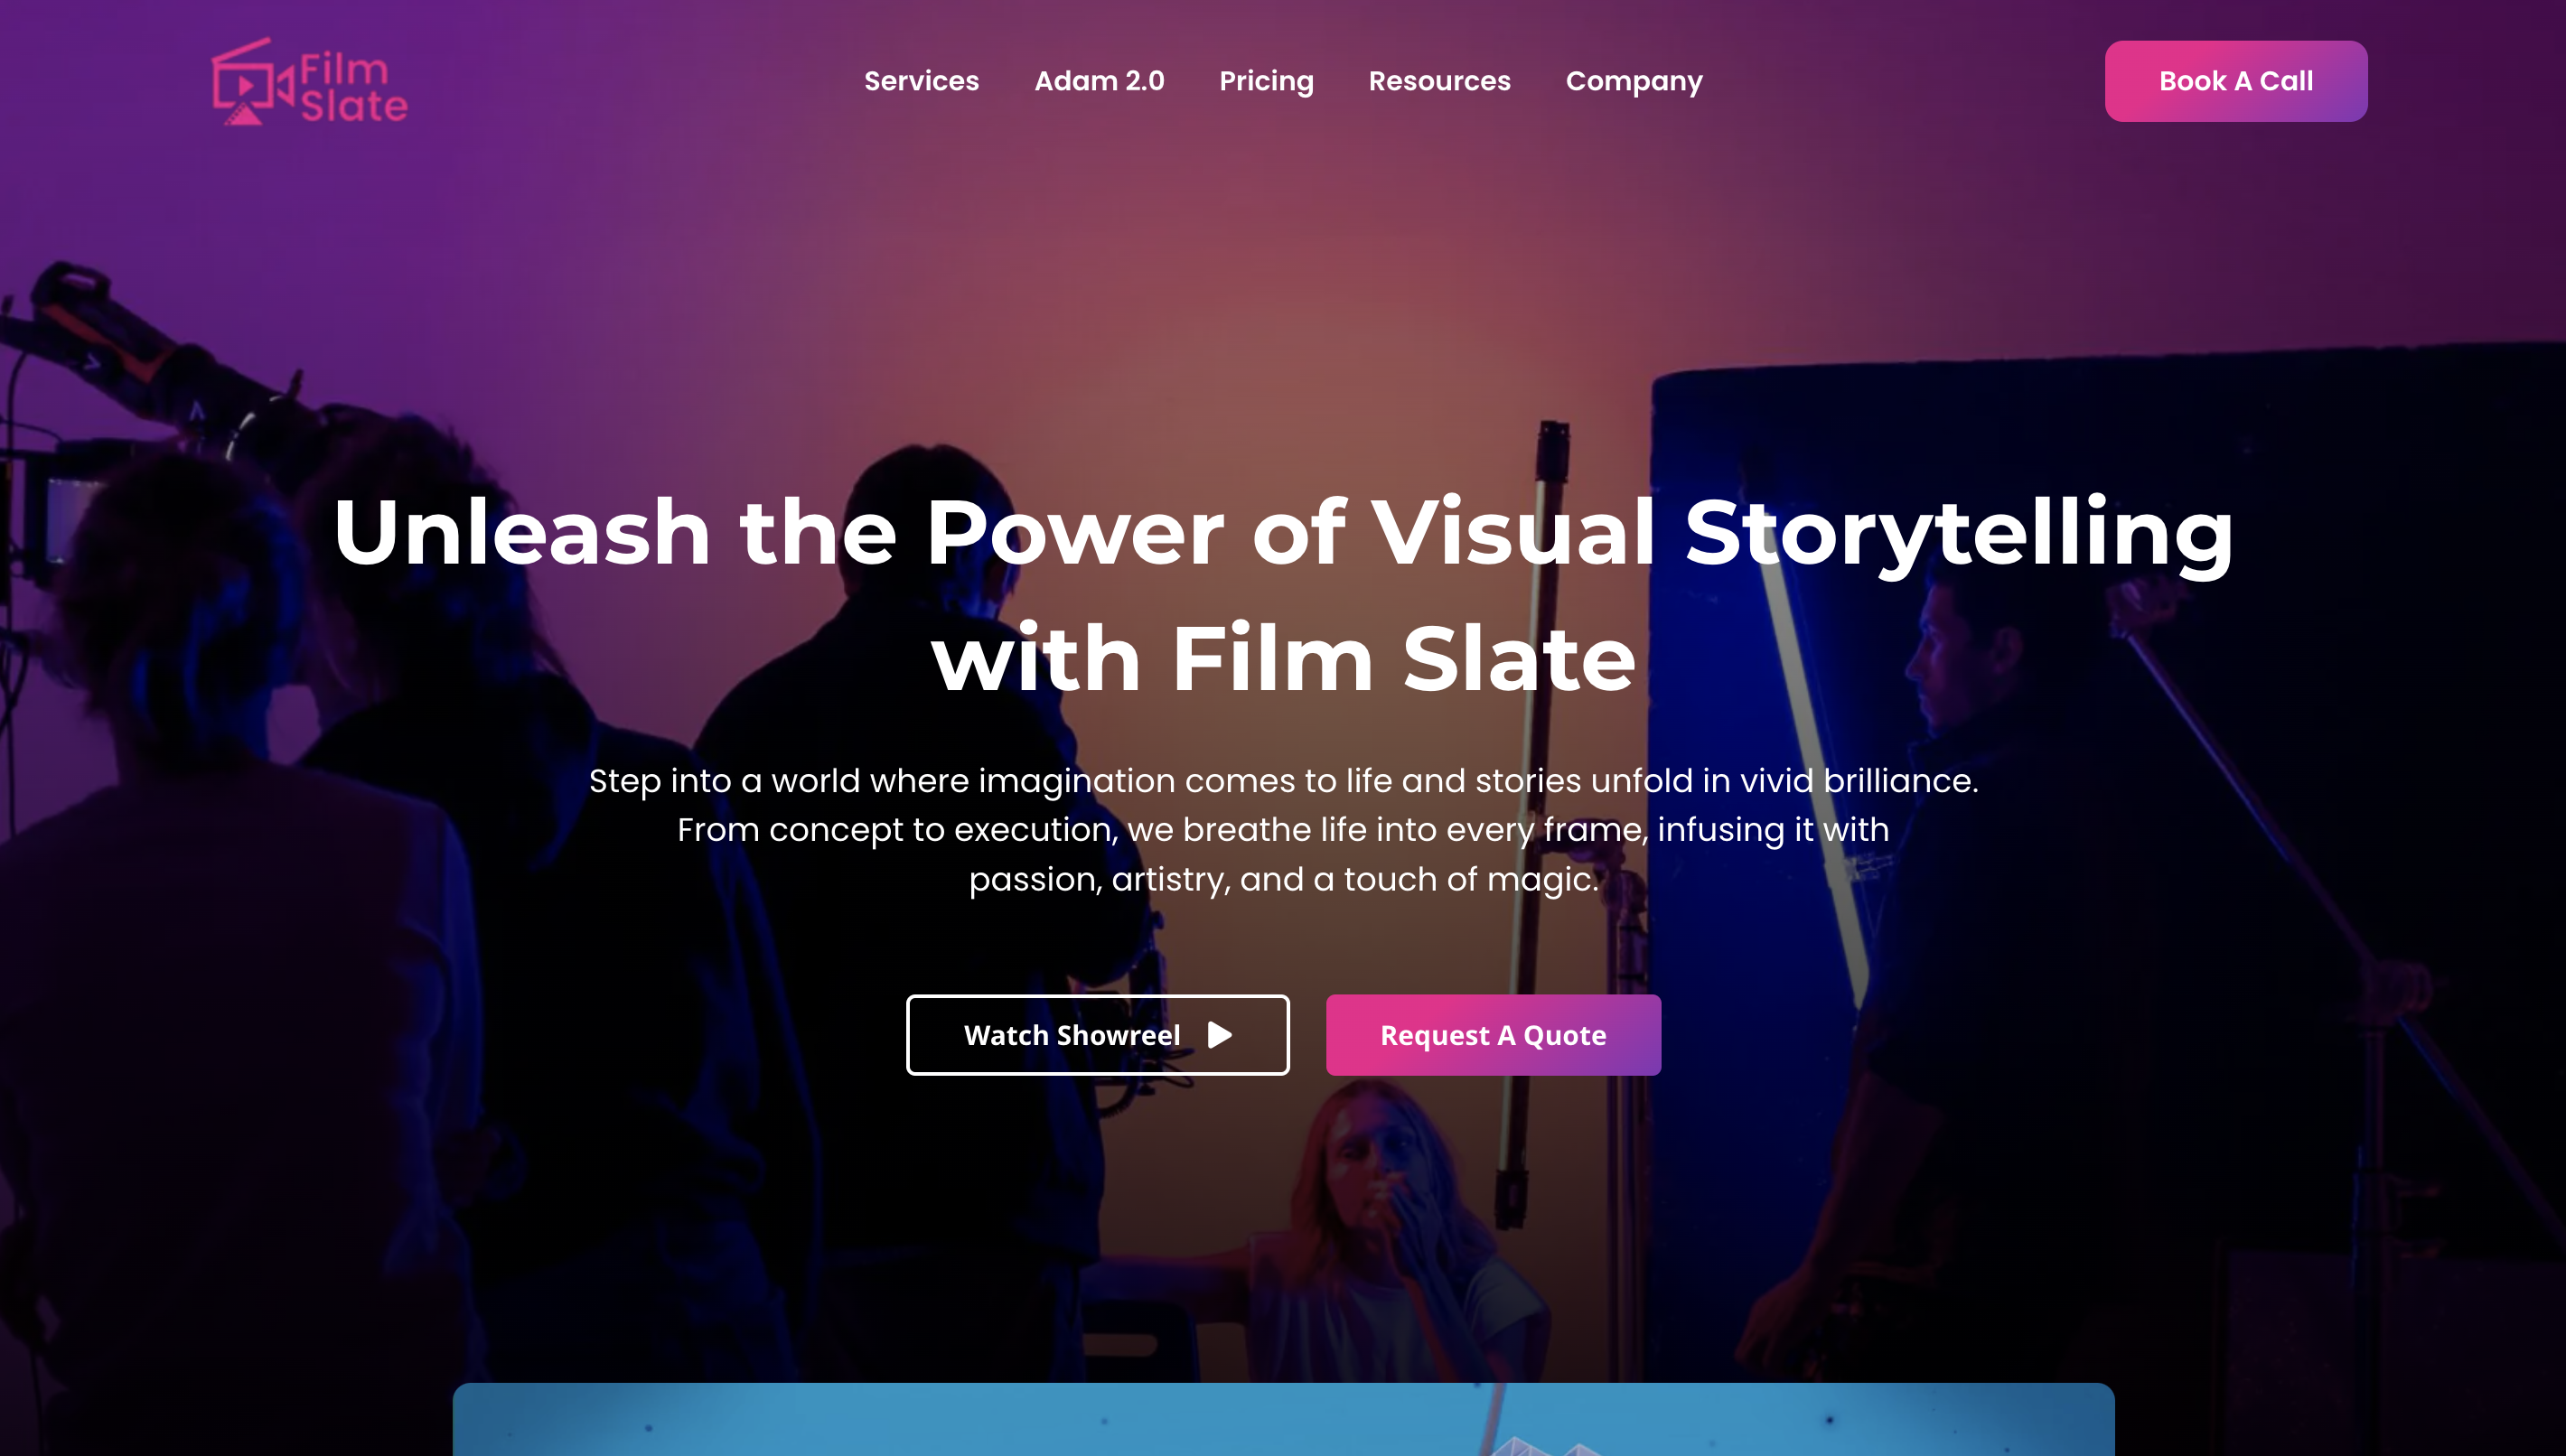 Film
Slate
Services
Adam 2.0
Pricing
Resources
Company
Book A Call
Unleash the Power of Visual Storytelling
with Film Slate
Step into a world where imagination comes to life and stories unfold in vivid brilliance.
From concept to execution, we breathe life into every frame, infusing it with
passion, artistry, and a touch of magic.
Watch Showreel
Request A Quote